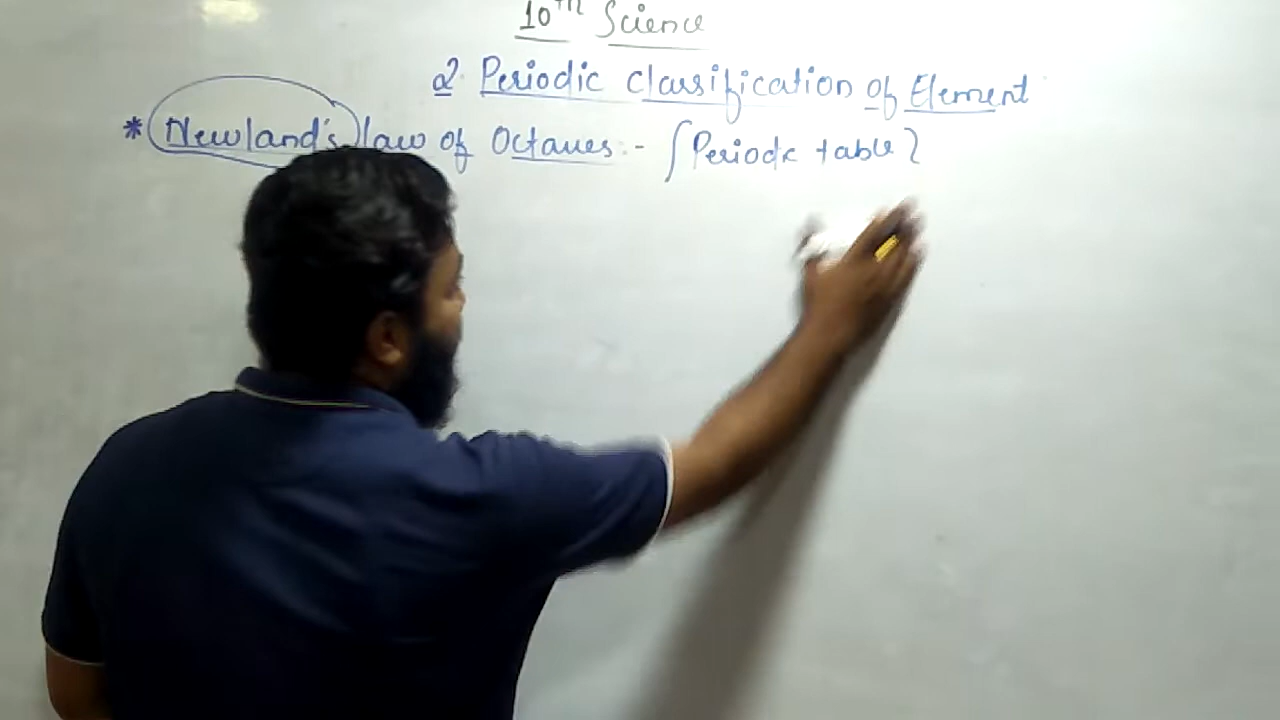 10th Science
2. Periodic Classification of Element
* Newland's law of Octaves :- [Periodic table]